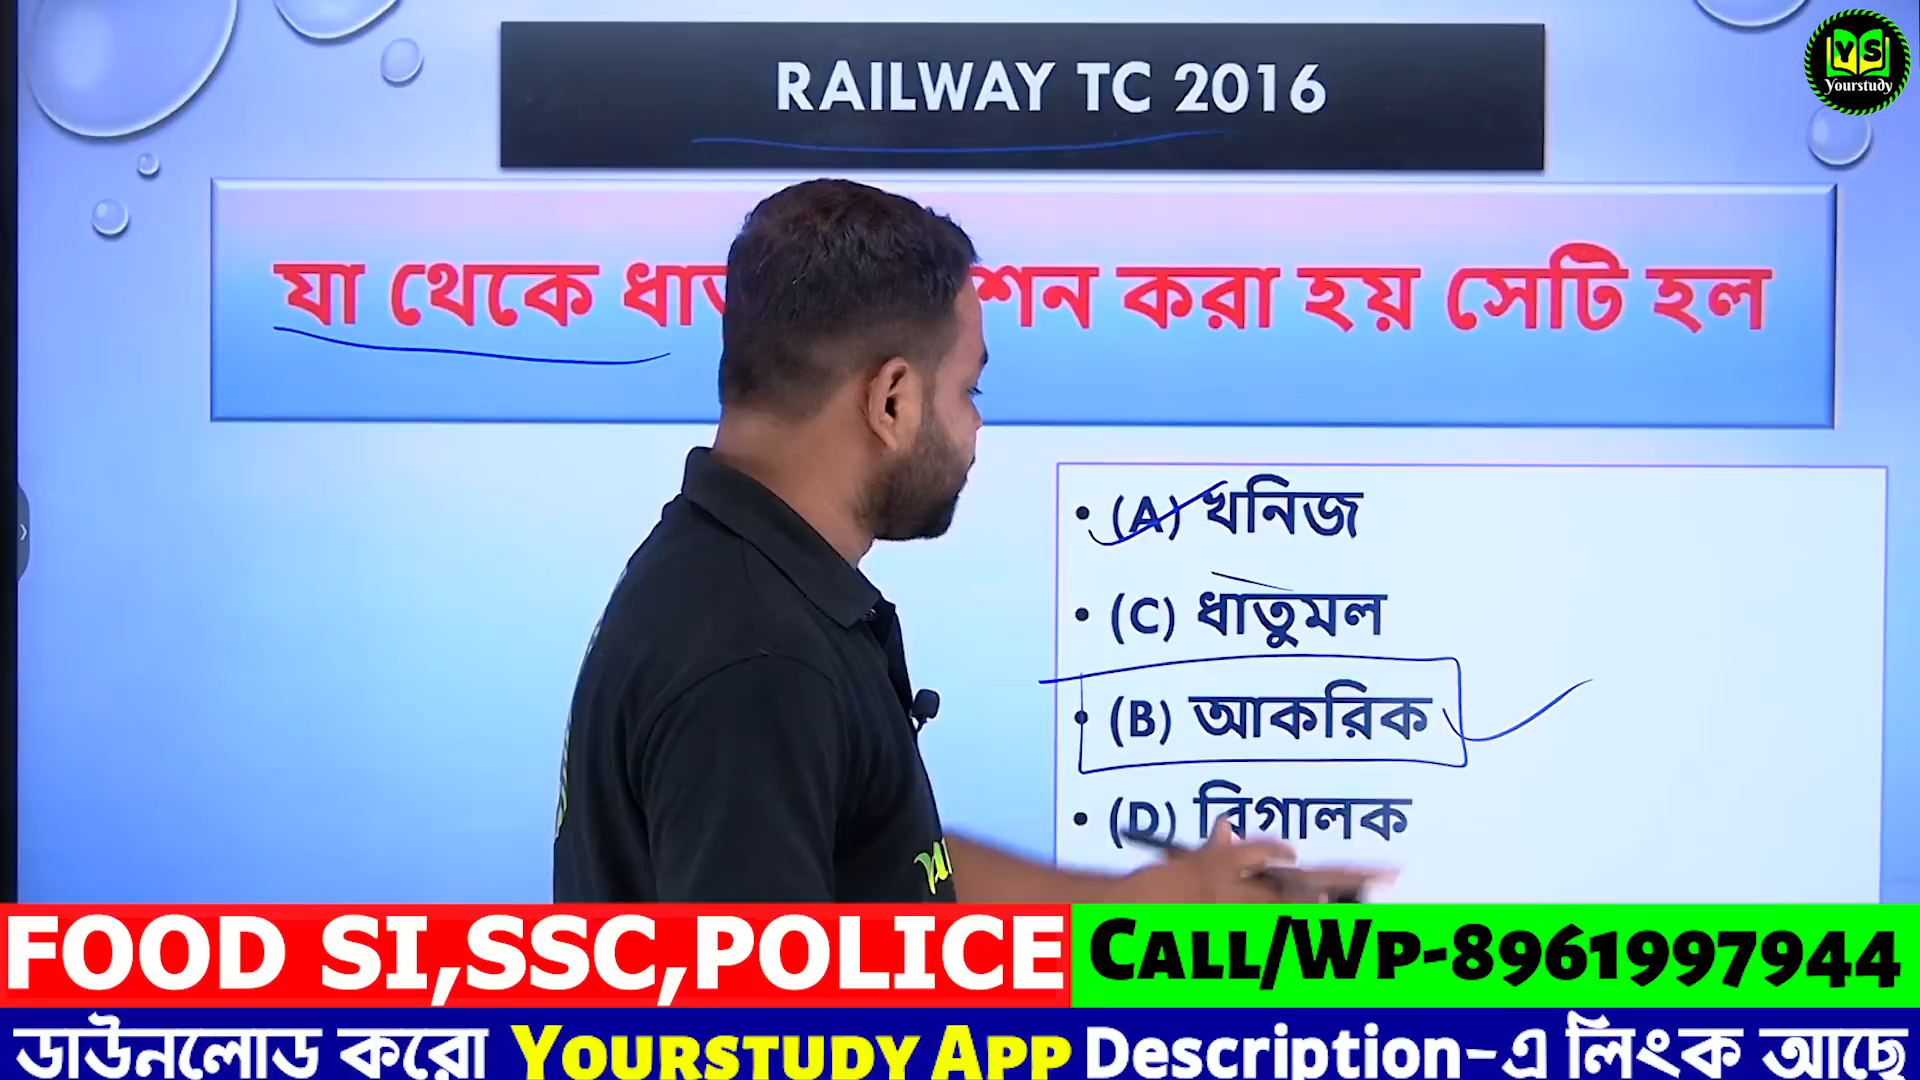 RAILWAY TC 2016
YS
Yourstudy
যা থেকে করা হয় সেটি হল
• (A) খনিজ
• (C) ধাতুমল
• (B) আকরিক
• (D) বিগালক
FOOD SI,SSC,POLICE
CALL/WP-8961997944
ডাউনলোড করো YOURSTUDY APP Description-এ লিংক আছে